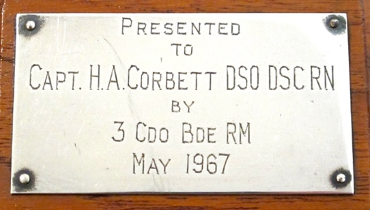 Presented
to
Capt. H.A. Corbett DSO DSC RN
by
3 Cdo Bde RM
May 1967